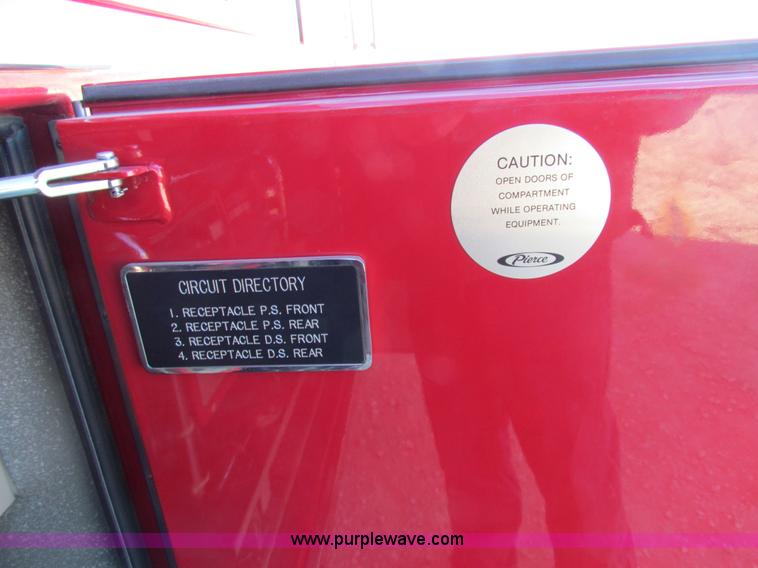 CAUTION:
OPEN DOORS OF
COMPARTMENT
WHILE OPERATING
EQUIPMENT.
Pierce
CIRCUIT DIRECTORY
1. RECEPTACLE P.S. FRONT
2. RECEPTACLE P.S. REAR
3. RECEPTACLE D.S. FRONT
4. RECEPTACLE D.S. REAR
www.purplewave.com